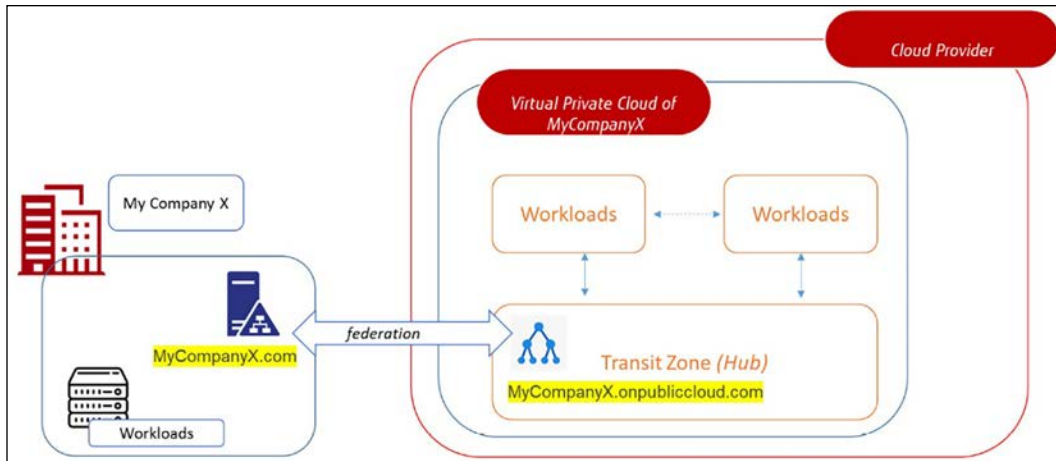 Cloud Provider
Virtual Private Cloud of
MyCompanyX
My Company X
Workloads
Workloads
federation
MyCompanyX.com
Transit Zone (Hub)
MyCompanyX.onpubliccloud.com
Workloads